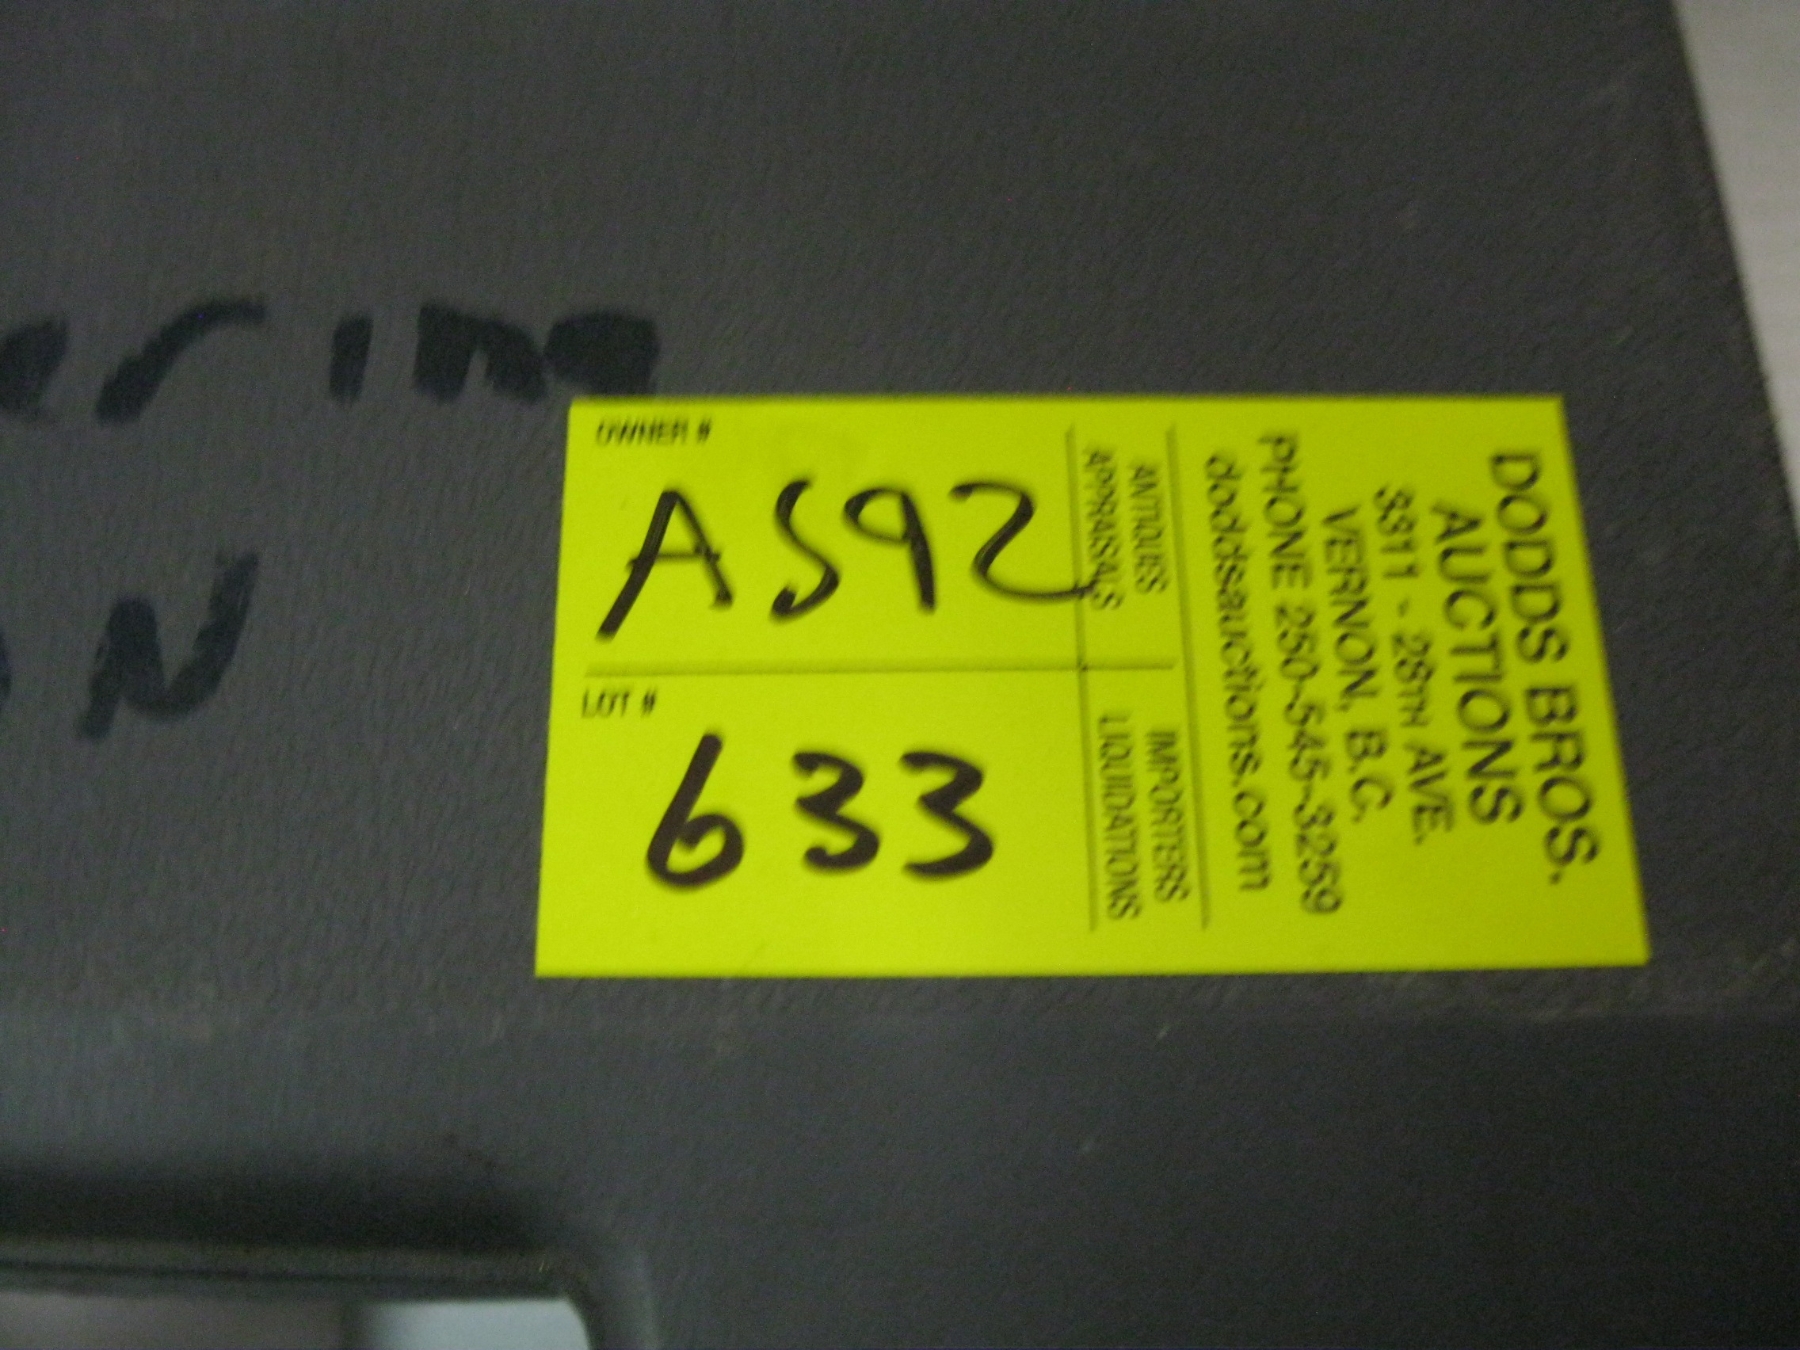 OWNER #
A592
LOT #
633
ANTIQUES
APPRAISALS
IMPORTERS
LIQUIDATIONS
DODDS BROS.
AUCTIONS
3311 - 28TH AVE.
VERNON, B.C.
PHONE 250-545-3259
doddsauctions.com